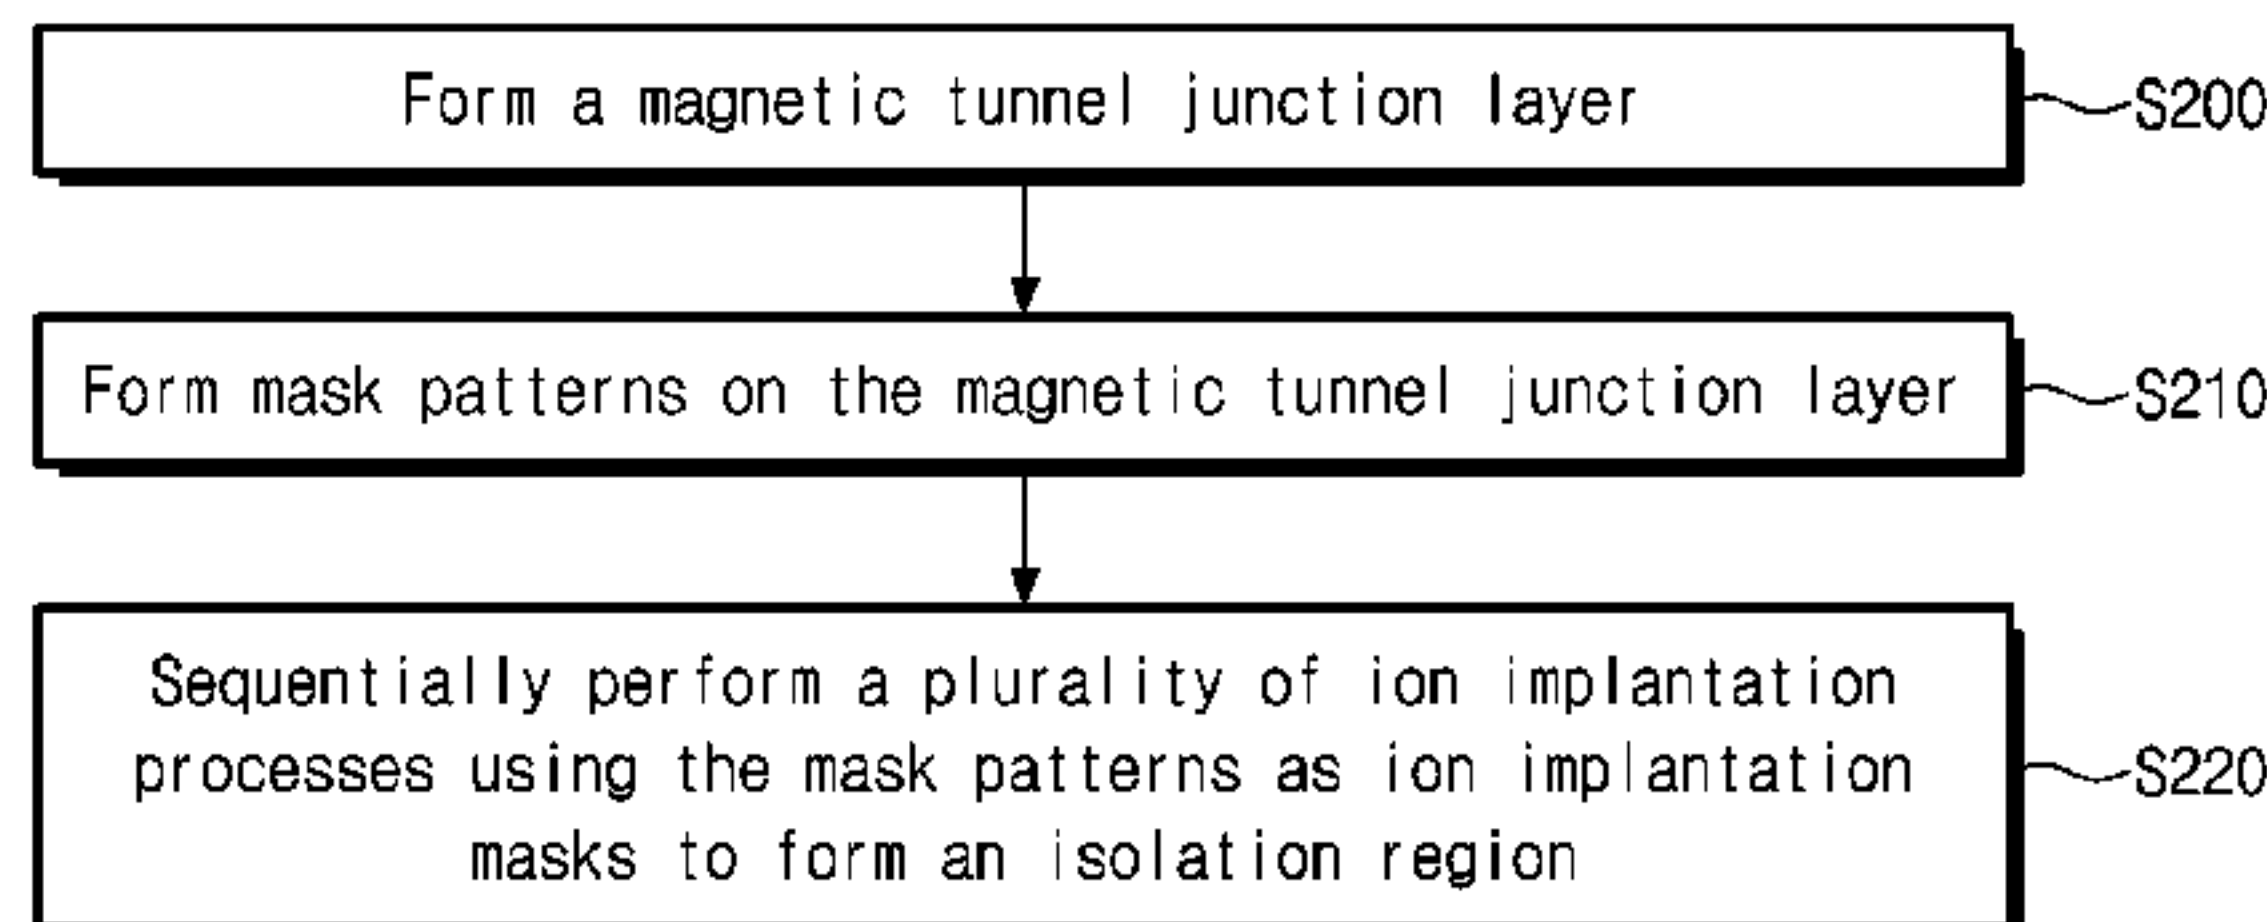 Form a magnetic tunnel junction layer
S200
Form mask patterns on the magnetic tunnel junction layer
S210
Sequentially perform a plurality of ion implantation
processes using the mask patterns as ion implantation
masks to form an isolation region
S220